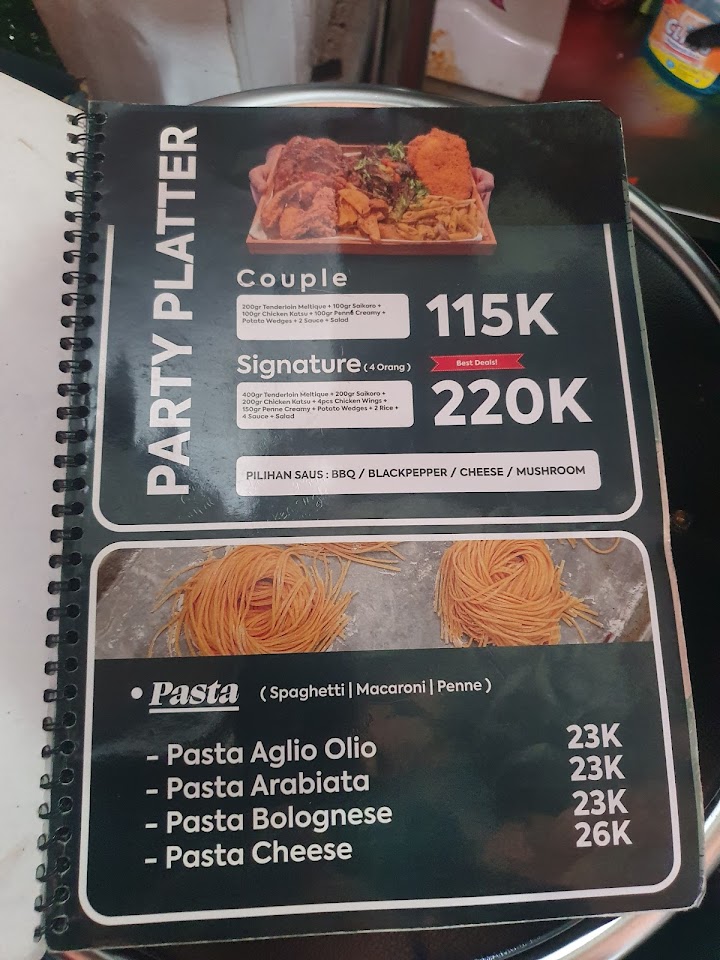 PARTY PLATTER
Couple
200gr Tenderloin Meltique + 100gr Saikoro +
100gr Chicken Katsu + 100gr Penne Creamy +
Potato Wedges + 2 Sauce + Salad
115K
Signature ( 4 Orang )
Best Deals!
400gr Tenderloin Meltique + 200gr Saikoro +
200gr Chicken Katsu + 4pcs Chicken Wings +
150gr Penne Creamy + Potato Wedges + 2 Rice +
4 Sauce + Salad
220K
PILIHAN SAUS : BBQ / BLACKPEPPER / CHEESE / MUSHROOM
• Pasta ( Spaghetti | Macaroni | Penne )
- Pasta Aglio Olio 23K
- Pasta Arabiata 23K
- Pasta Bolognese 23K
- Pasta Cheese 26K